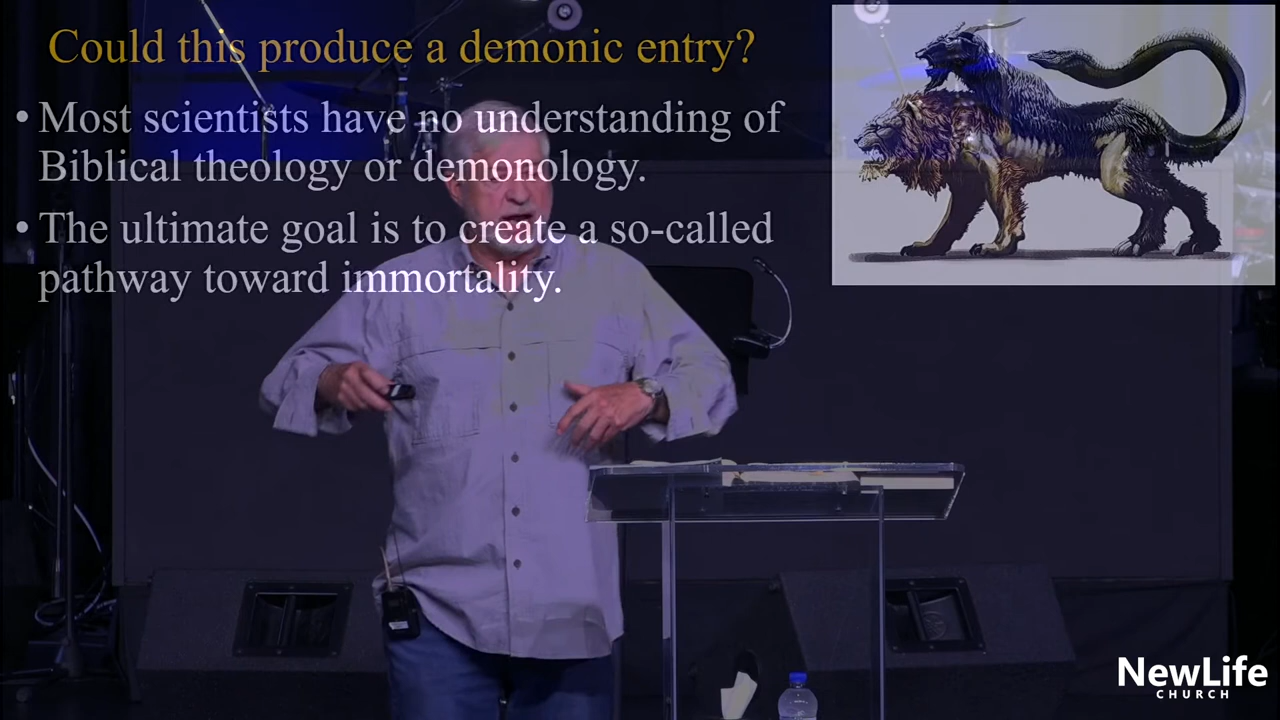 Could this produce a demonic entry?
• Most scientists have no understanding of
Biblical theology or demonology.
• The ultimate goal is to create a so-called
pathway toward immortality.
NewLife
CHURCH